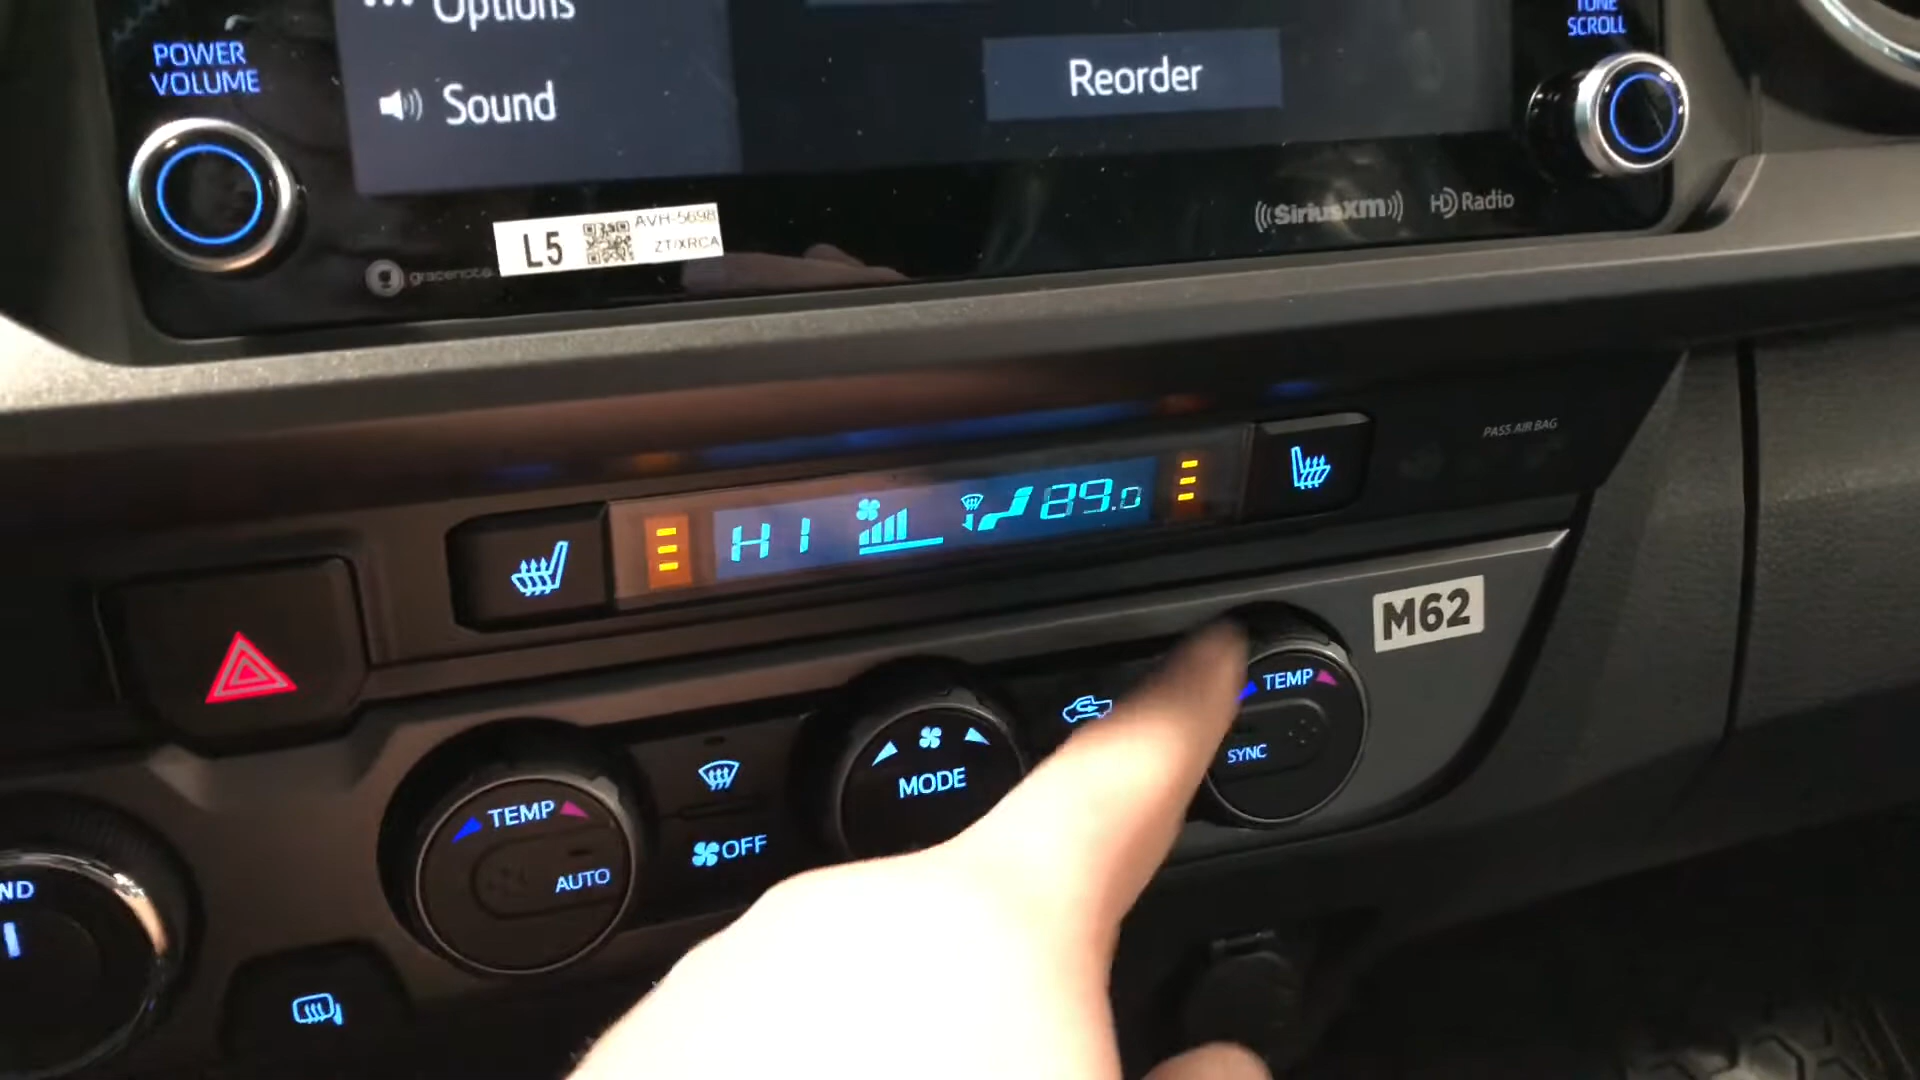 Options
TUNE
SCROLL
POWER
VOLUME
Sound
Reorder
L5
AVH-5698
ZT/XRCA
gracenote
SiriusXM
HD Radio
PASS AIR BAG
HI
89.0
M62
TEMP
SYNC
MODE
TEMP
AUTO
OFF
ND